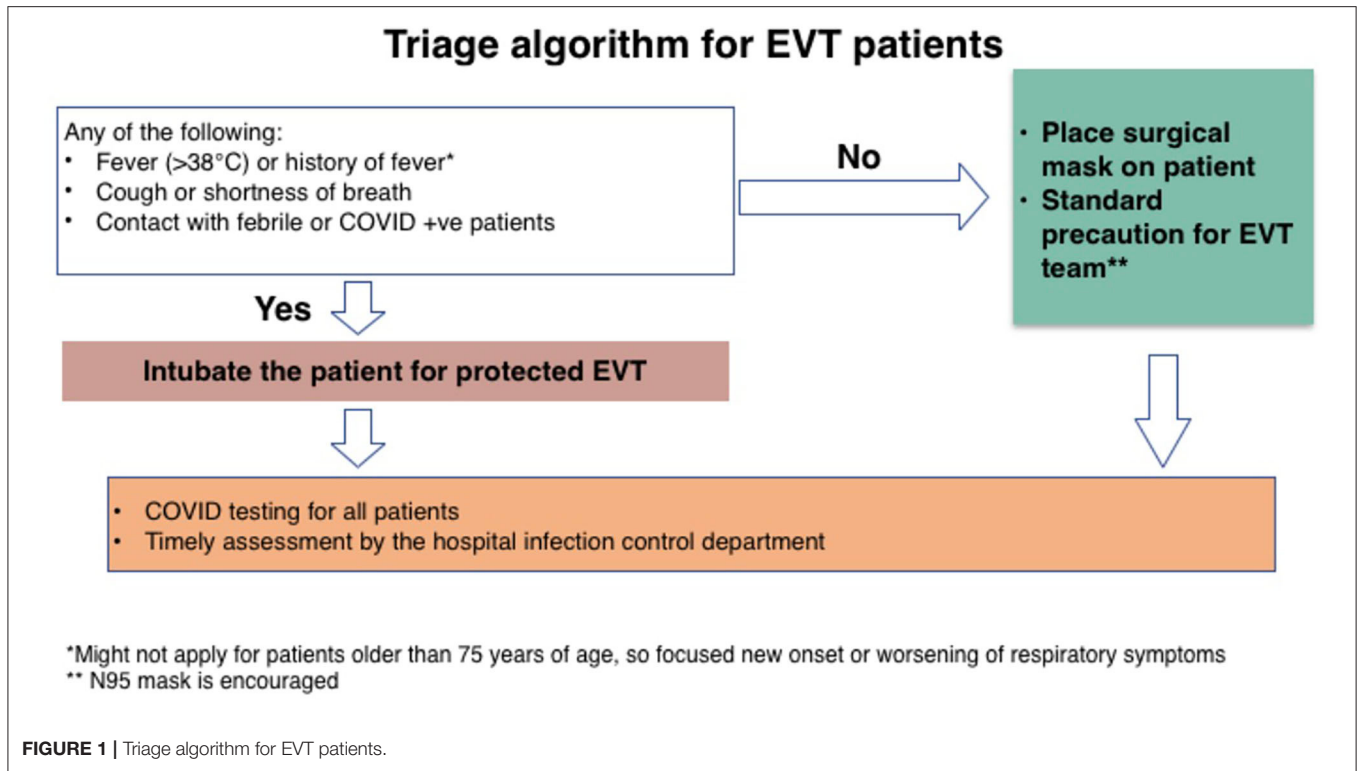 Triage algorithm for EVT patients
Any of the following:
• Fever (>38°C) or history of fever*
• Cough or shortness of breath
• Contact with febrile or COVID +ve patients
No
• Place surgical
mask on patient
• Standard
precaution for EVT
team**
Yes
Intubate the patient for protected EVT
• COVID testing for all patients
• Timely assessment by the hospital infection control department
*Might not apply for patients older than 75 years of age, so focused new onset or worsening of respiratory symptoms
** N95 mask is encouraged
FIGURE 1 | Triage algorithm for EVT patients.